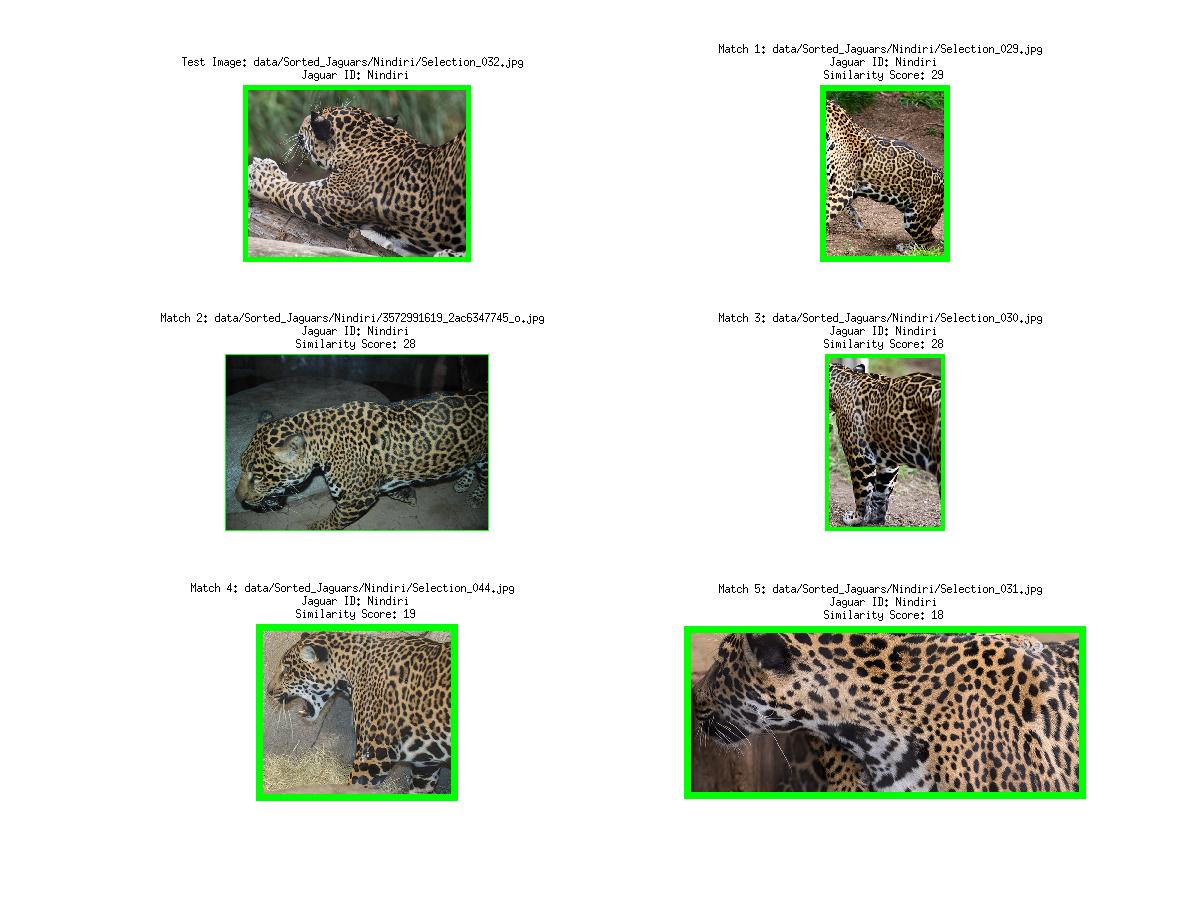 Test Image: data/Sorted_Jaguars/Nindiri/Selection_032.jpg
Jaguar ID: Nindiri
Match 1: data/Sorted_Jaguars/Nindiri/Selection_029.jpg
Jaguar ID: Nindiri
Similarity Score: 29
Match 2: data/Sorted_Jaguars/Nindiri/3572991619_2ac6347745_o.jpg
Jaguar ID: Nindiri
Similarity Score: 28
Match 3: data/Sorted_Jaguars/Nindiri/Selection_030.jpg
Jaguar ID: Nindiri
Similarity Score: 28
Match 4: data/Sorted_Jaguars/Nindiri/Selection_044.jpg
Jaguar ID: Nindiri
Similarity Score: 19
Match 5: data/Sorted_Jaguars/Nindiri/Selection_031.jpg
Jaguar ID: Nindiri
Similarity Score: 18